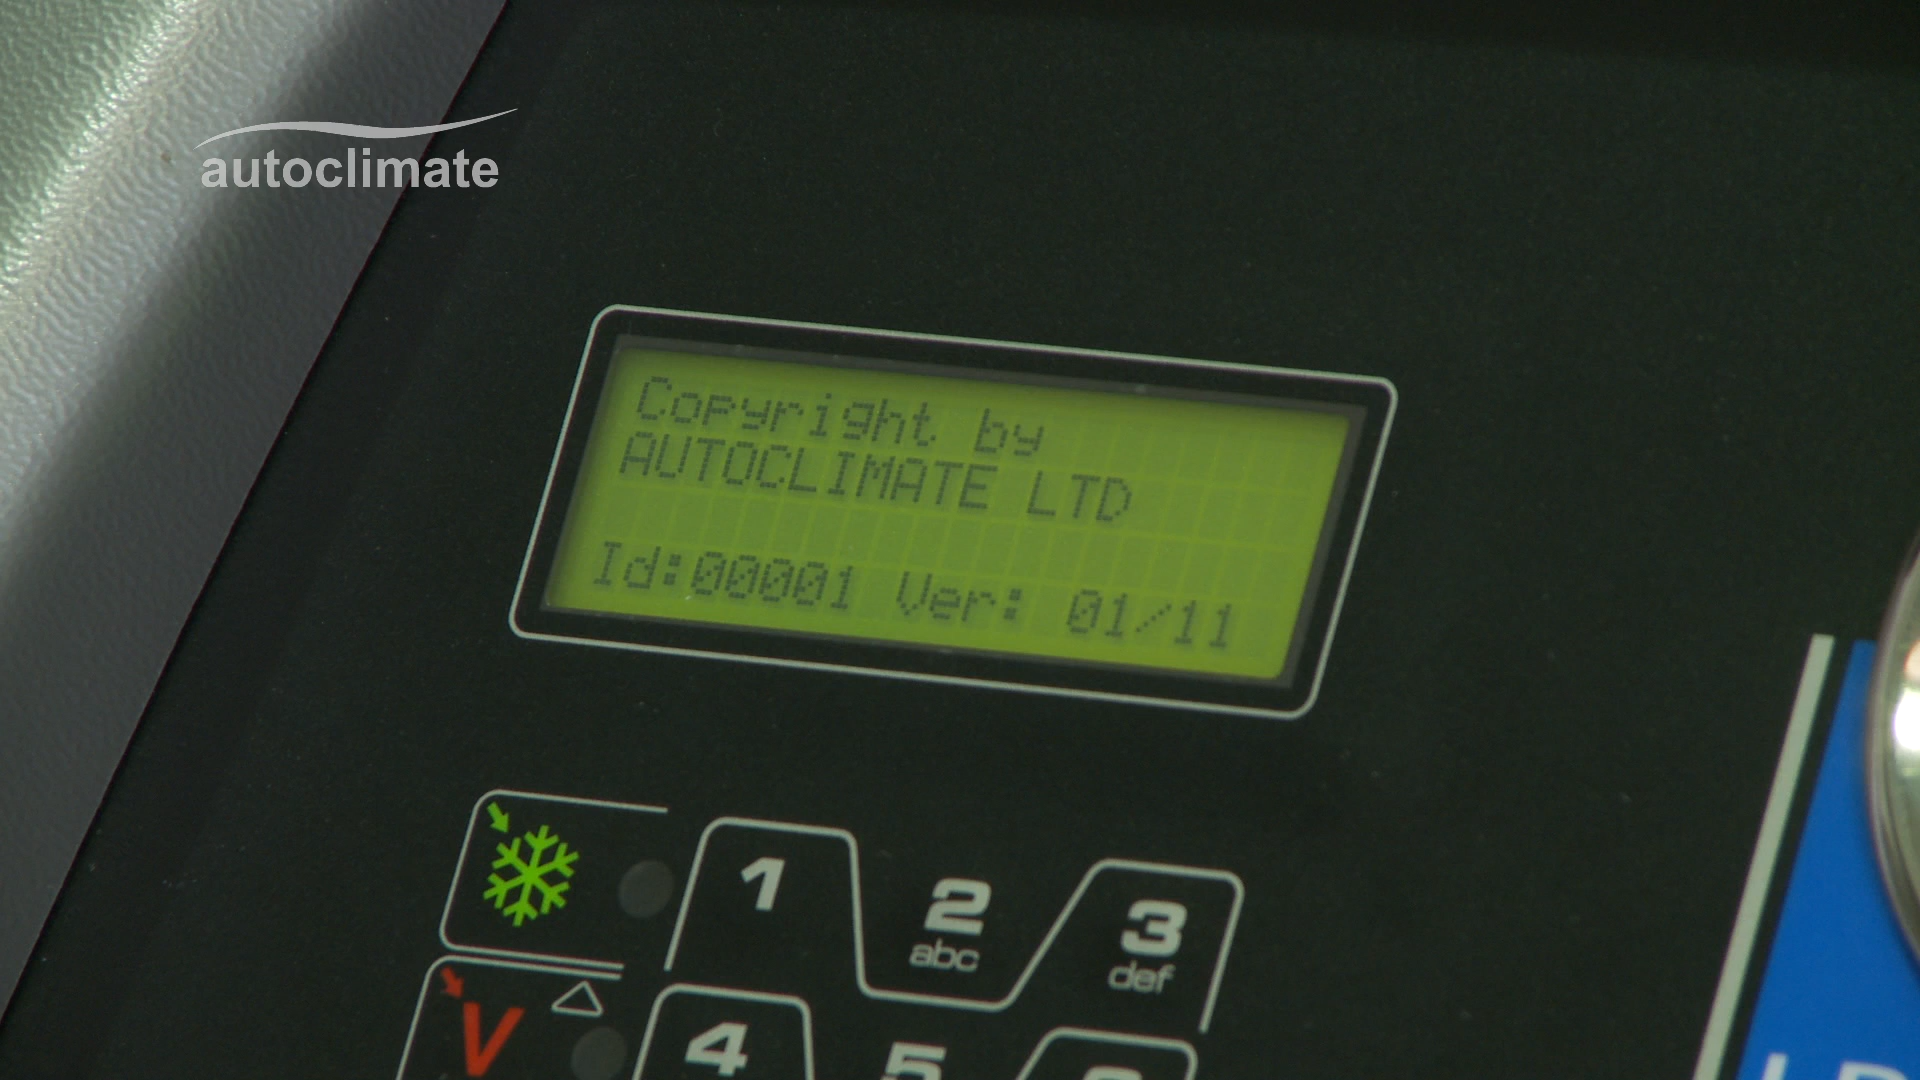 autoclimate
Copyright by
AUTOCLIMATE LTD
Id:00001 Ver: 01/11
1
2
abc
3
def
V
4
5